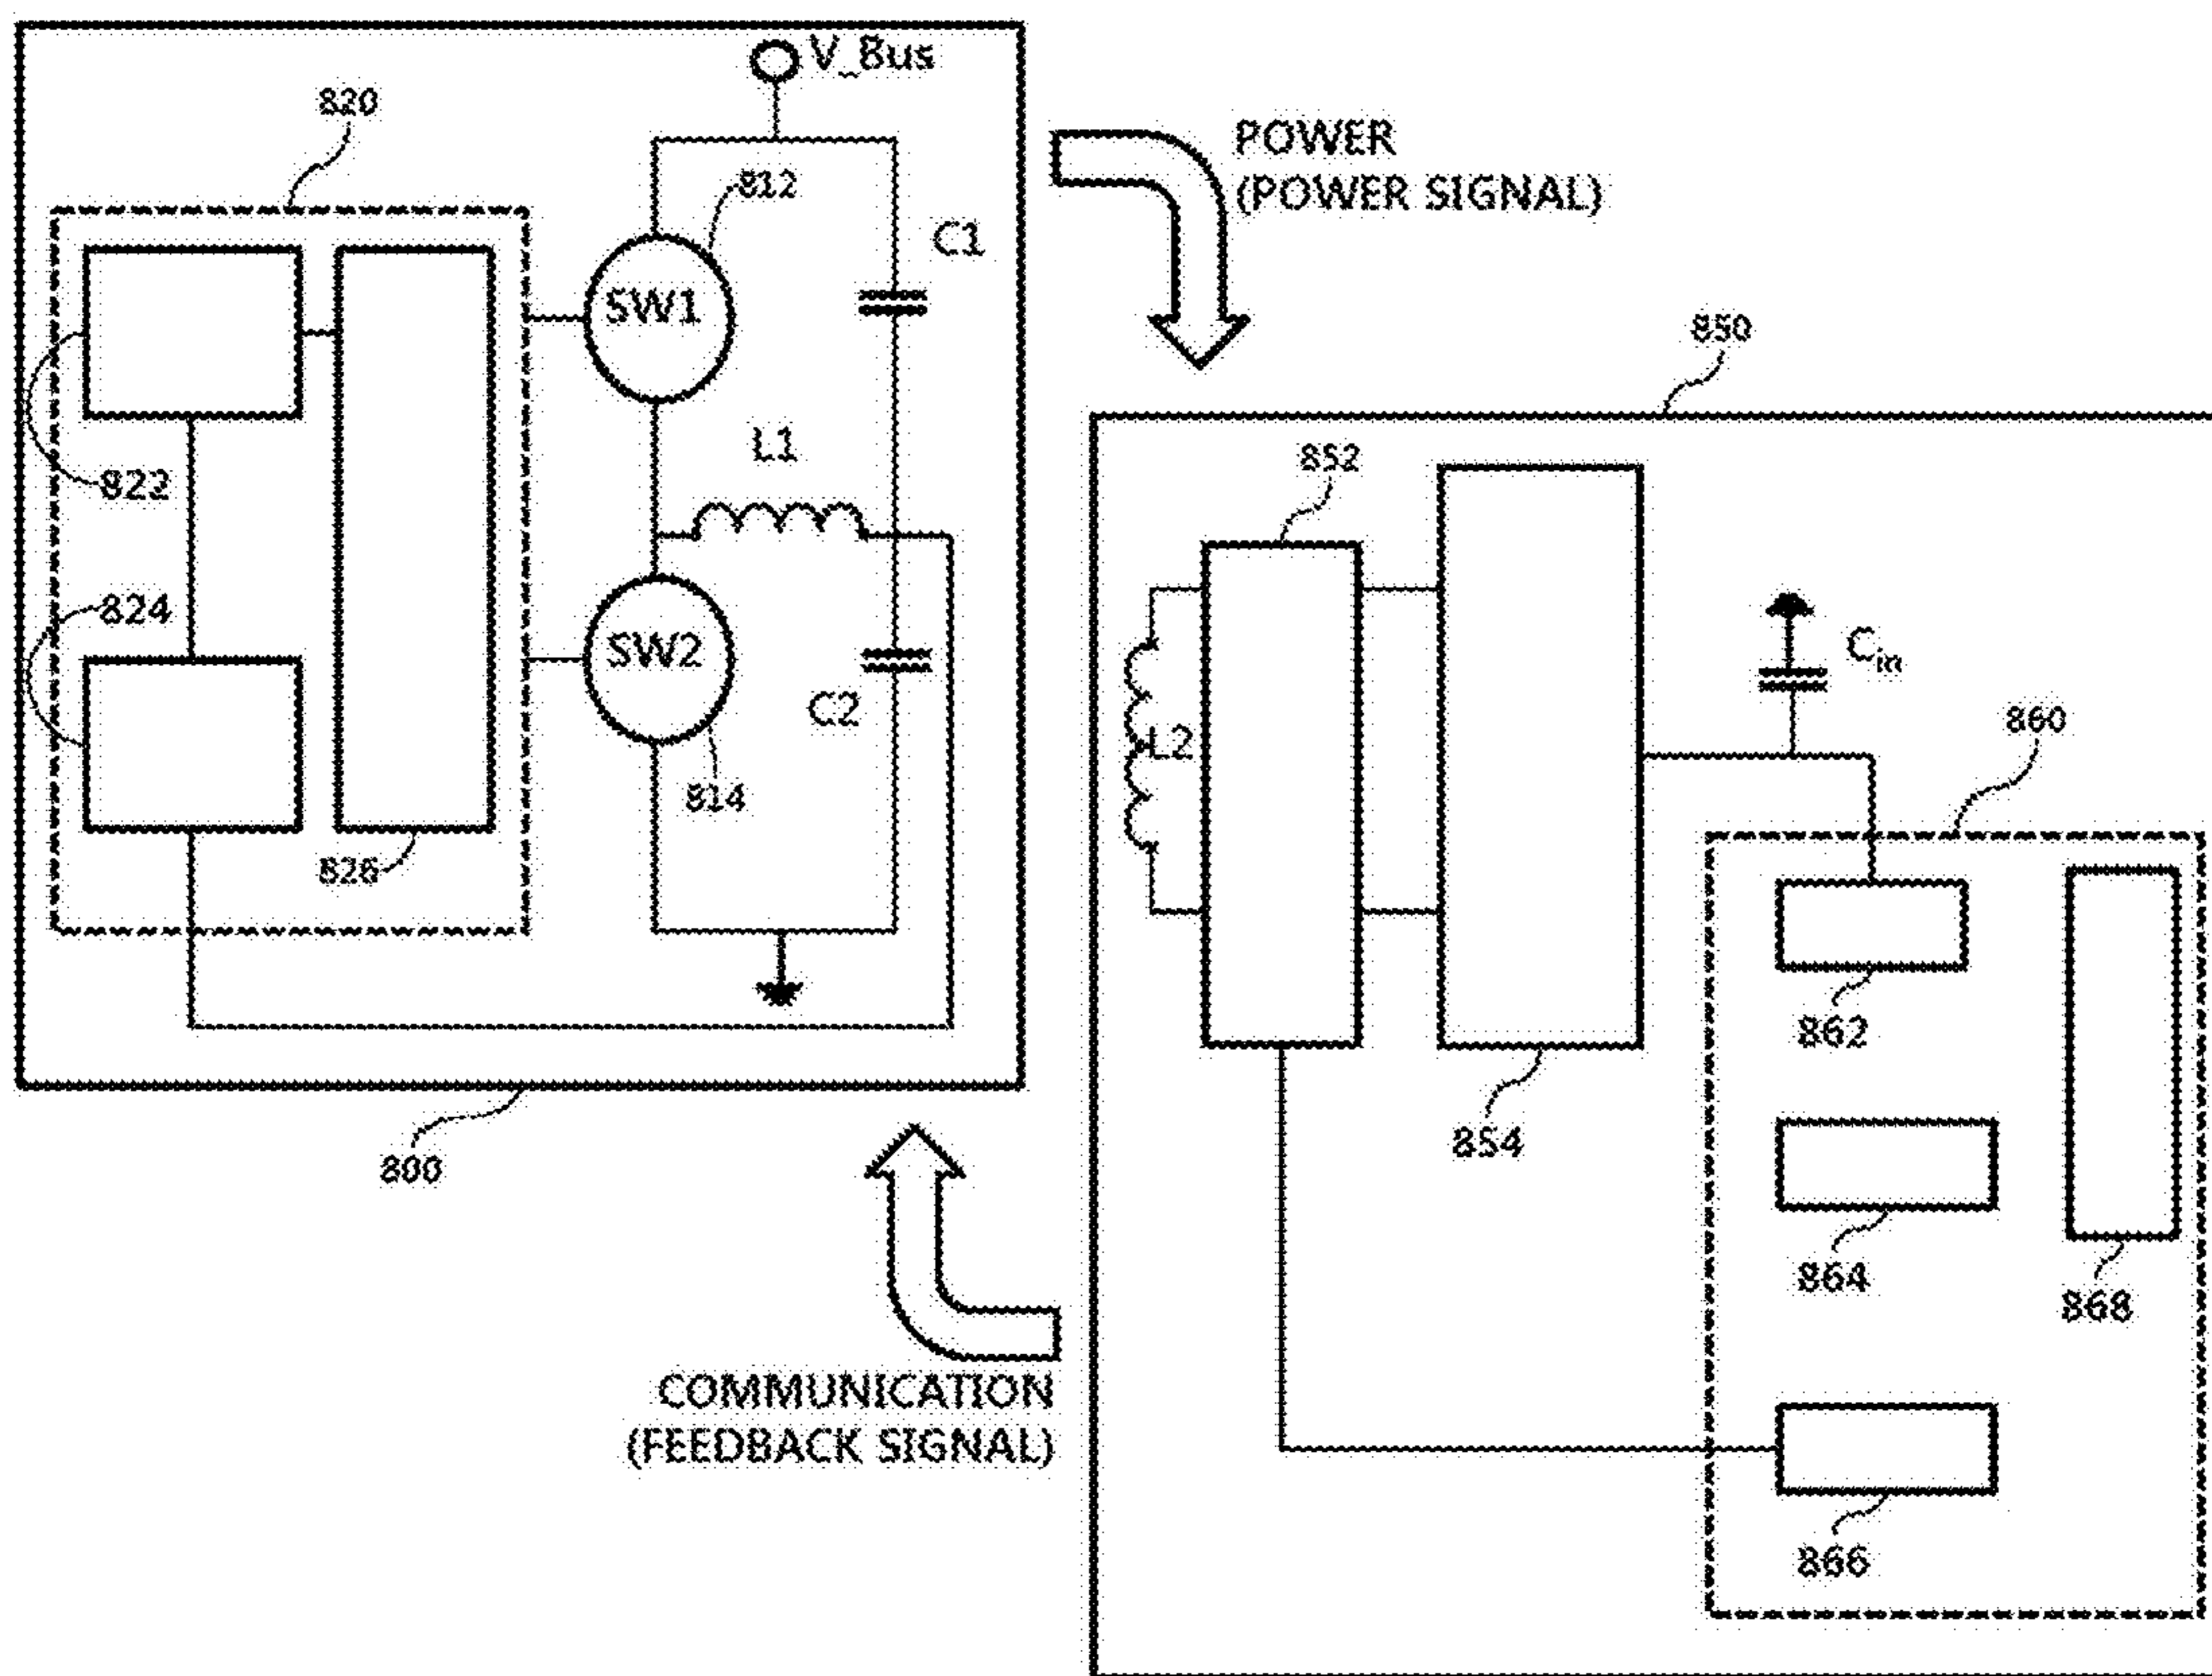 V_Bus
820
812
C1
SW1
822
L1
824
SW2
C2
814
826
800
POWER
(POWER SIGNAL)
COMMUNICATION
(FEEDBACK SIGNAL)
850
852
L2
Cin
860
862
854
864
868
866